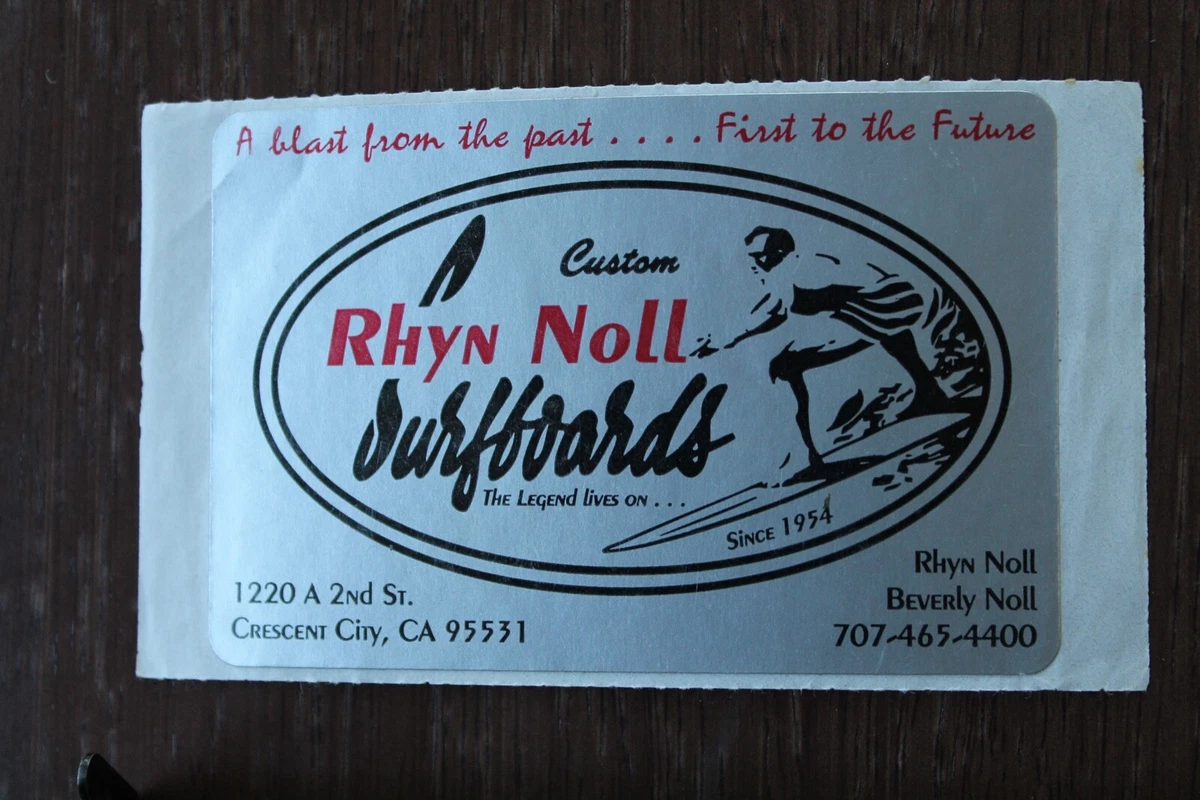 A blast from the past . . . . First to the Future
Custom
Rhyn Noll
Surfboards
The Legend lives on . . .
Since 1954
1220 A 2nd St.
Crescent City, CA 95531
Rhyn Noll
Beverly Noll
707-465-4400